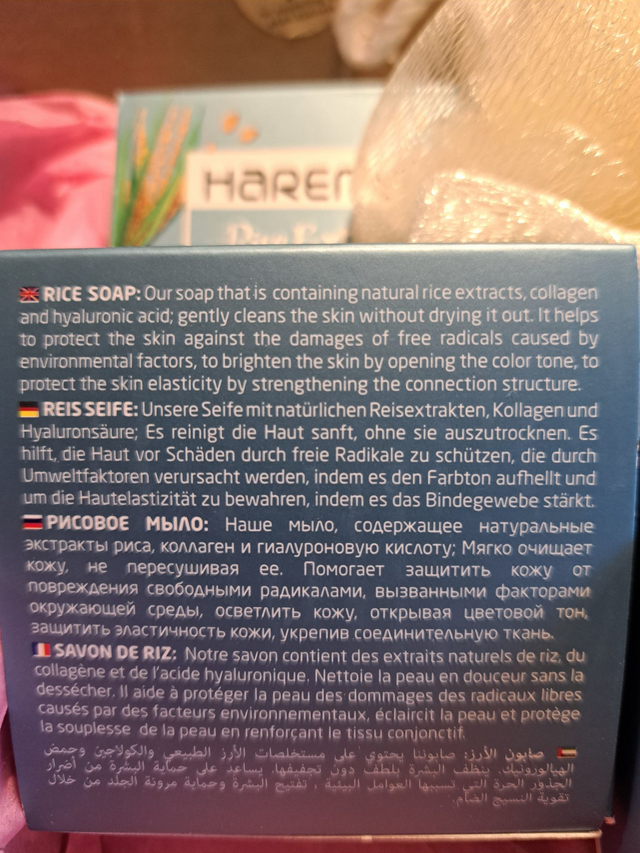 HAREM
RICE SOAP: Our soap that is containing natural rice extracts, collagen
and hyaluronic acid; gently cleans the skin without drying it out. It helps
to protect the skin against the damages of free radicals caused by
environmental factors, to brighten the skin by opening the color tone, to
protect the skin elasticity by strengthening the connection structure.
REIS SEIFE: Unsere Seife mit natürlichen Reisextrakten, Kollagen und
Hyaluronsäure; Es reinigt die Haut sanft, ohne sie auszutrocknen. Es
hilft, die Haut vor Schäden durch freie Radikale zu schützen, die durch
Umweltfaktoren verursacht werden, indem es den Farbton aufhellt und
um die Hautelastizität zu bewahren, indem es das Bindegewebe stärkt.
РИСОВОЕ МЫЛО: Наше мыло, содержащее натуральные
экстракты риса, коллаген и гиалуроновую кислоту; Мягко очищает
кожу, не пересушивая ее. Помогает защитить кожу от
повреждения свободными радикалами, вызванными факторами
окружающей среды, осветлить кожу, открывая цветовой тон,
защитить эластичность кожи, укрепив соединительную ткань.
SAVON DE RIZ: Notre savon contient des extraits naturels de riz, du
collagène et de l'acide hyaluronique. Nettoie la peau en douceur sans la
dessécher. Il aide à protéger la peau des dommages des radicaux libres
causés par des facteurs environnementaux, éclaircit la peau et protège
la souplesse de la peau en renforçant le tissu conjonctif.
صابون الأرز: صابوننا يحتوي على مستخلصات الأرز الطبيعي والكولاجين وحمض
الهيالورونيك. ينظف البشرة بلطف دون تجفيفها. يساعد على حماية البشرة من أضرار
الجذور الحرة التي تسببها العوامل البيئية , تفتيح البشرة وحماية مرونة الجلد من خلال
تقوية النسيج الضام.